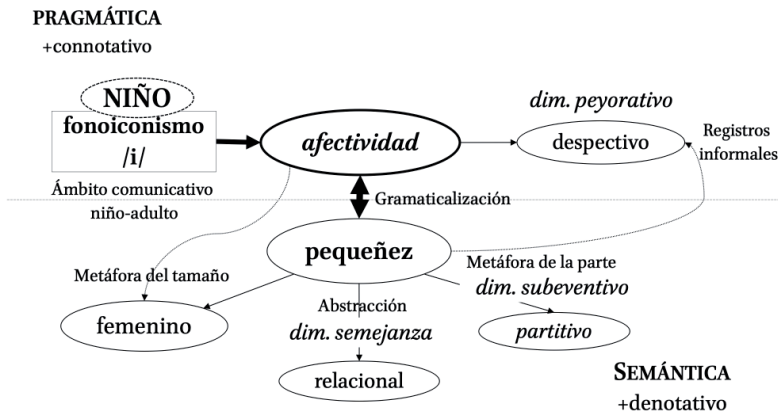 PRAGMÁTICA
+connotativo
NIÑO
fonoiconismo
/i/
Ámbito comunicativo
niño-adulto
afectividad
dim. peyorativo
despectivo
Registros
informales
Gramaticalización
pequeñez
Metáfora del tamaño
femenino
Abstracción
dim. semejanza
relacional
Metáfora de la parte
dim. subeventivo
partitivo
SEMÁNTICA
+denotativo